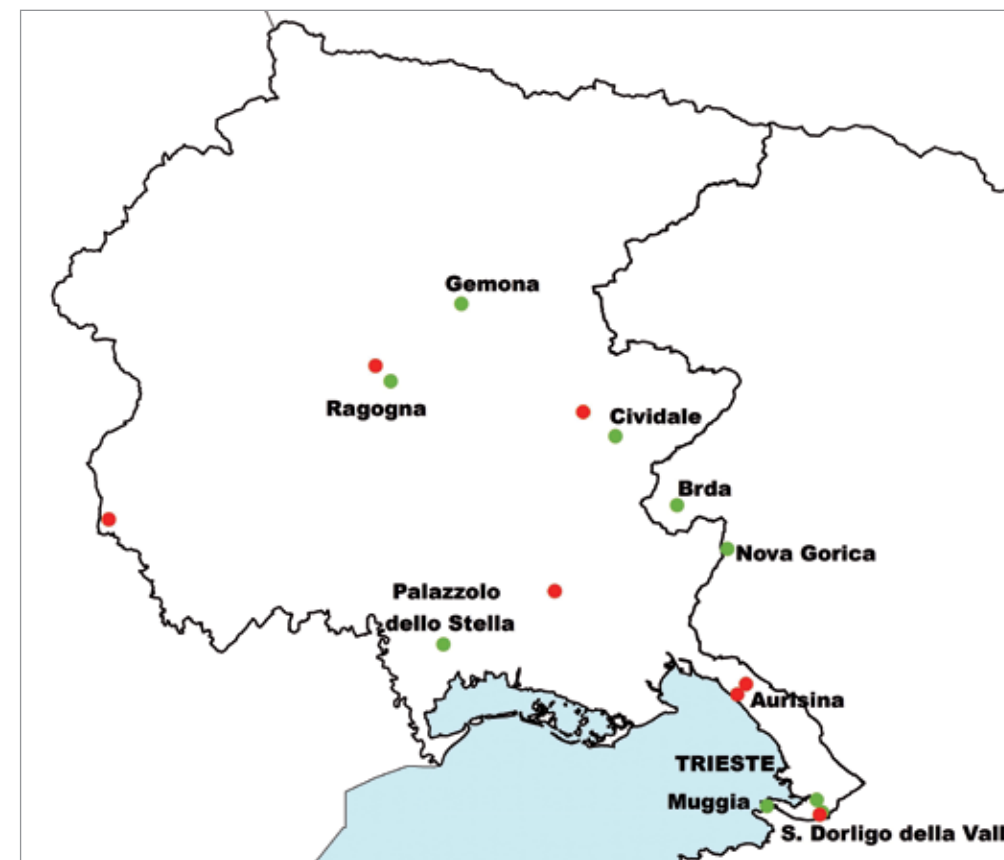 Gemona
Ragogna
Cividale
Brda
Nova Gorica
Palazzolo
dello Stella
Aurisina
TRIESTE
Muggia
S. Dorligo della Vall